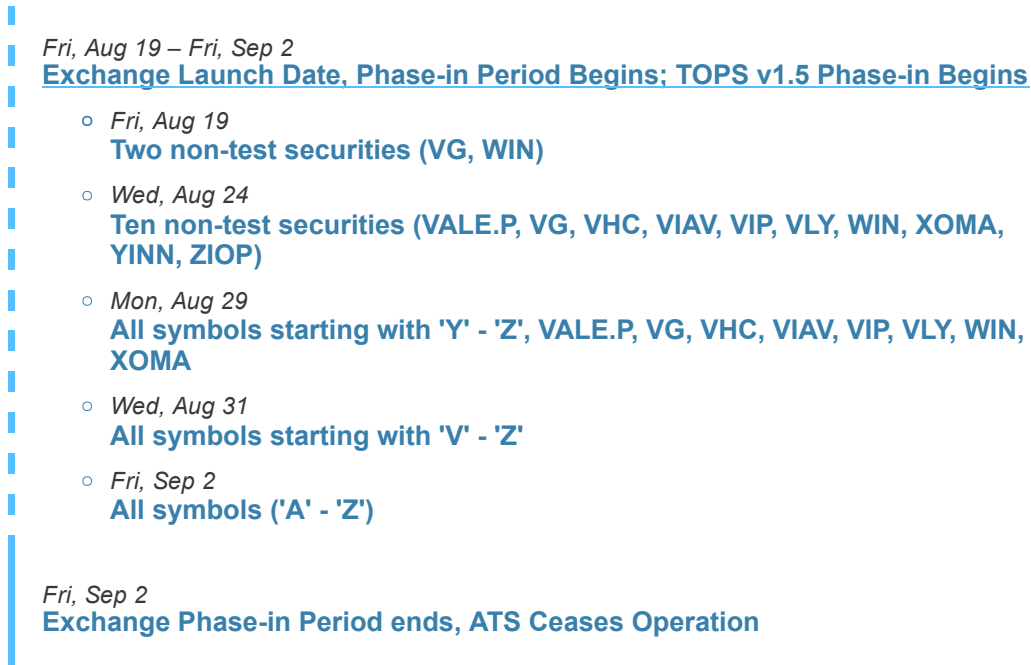 Fri, Aug 19 – Fri, Sep 2
Exchange Launch Date, Phase-in Period Begins; TOPS v1.5 Phase-in Begins
Fri, Aug 19
Two non-test securities (VG, WIN)
Wed, Aug 24
Ten non-test securities (VALE.P, VG, VHC, VIAV, VIP, VLY, WIN, XOMA,
YINN, ZIOP)
Mon, Aug 29
All symbols starting with 'Y' - 'Z', VALE.P, VG, VHC, VIAV, VIP, VLY, WIN,
XOMA
Wed, Aug 31
All symbols starting with 'V' - 'Z'
Fri, Sep 2
All symbols ('A' - 'Z')
Fri, Sep 2
Exchange Phase-in Period ends, ATS Ceases Operation